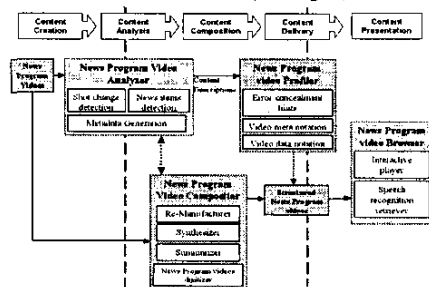 Content
Creation
Content
Analysis
Content
Composition
Content
Delivery
Content
Presentation
News
Program
Videos
News Program Video
Analyzer
Shot change
detection
News items
detection
Metadata Generation
Content
Descriptions
News Program
video Profiler
Error concealment
hints
Video meta notation
Video data notation
News Program
video Browser
Interactive
player
Speech
recognition
retriever
News Program
Video Compositor
Re-Manufacturer
Synthesizer
Summarizer
News Program Videos
News Program